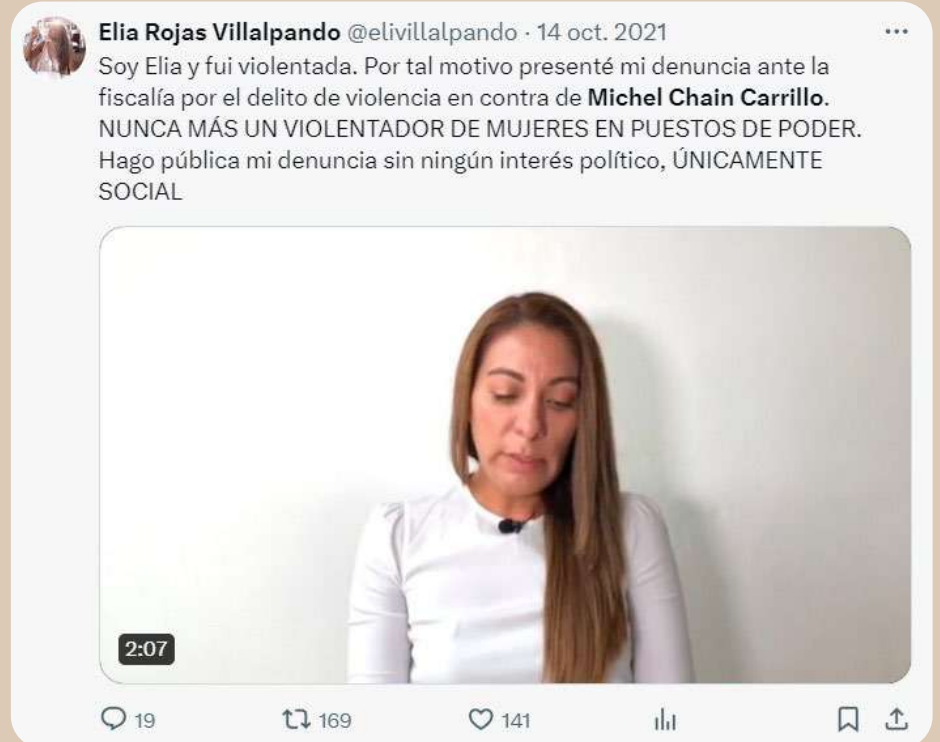 Elia Rojas Villalpando @elivillalpando · 14 oct. 2021
Soy Elia y fui violentada. Por tal motivo presenté mi denuncia ante la
fiscalía por el delito de violencia en contra de Michel Chain Carrillo.
NUNCA MÁS UN VIOLENTADOR DE MUJERES EN PUESTOS DE PODER.
Hago pública mi denuncia sin ningún interés político, ÚNICAMENTE
SOCIAL
2:07
19 169 141